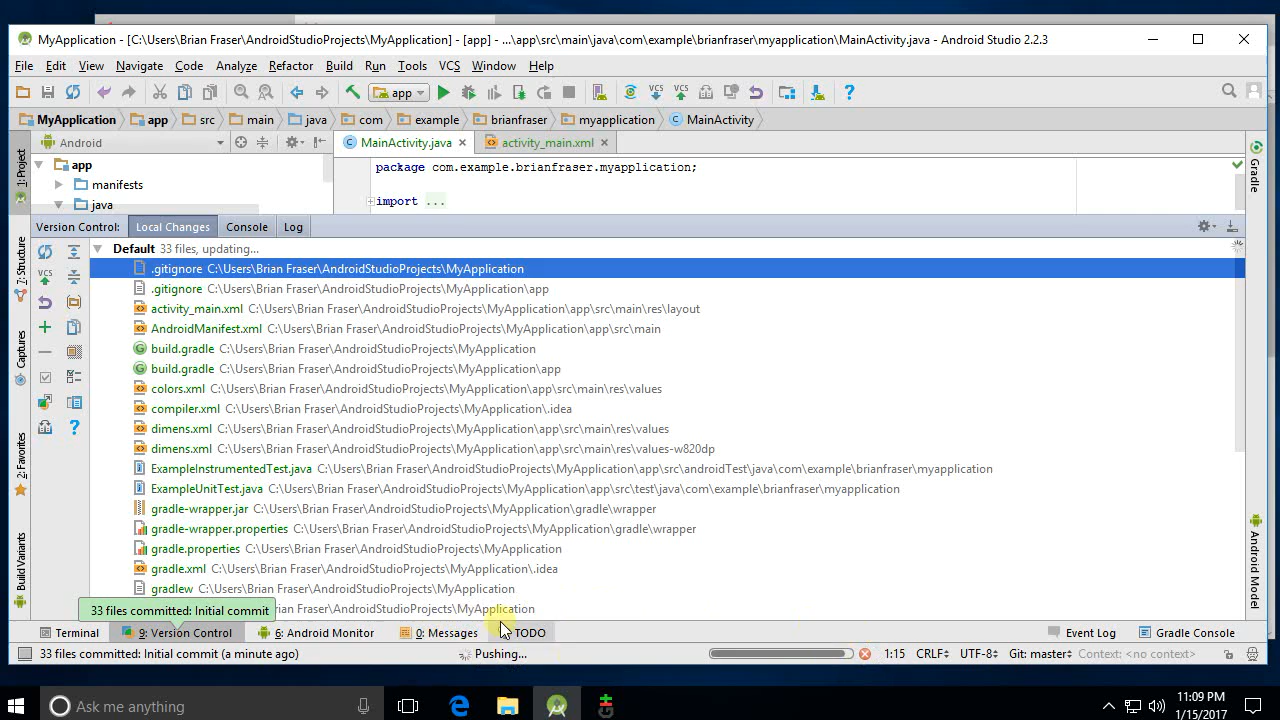 MyApplication - [C:\Users\Brian Fraser\AndroidStudioProjects\MyApplication] - [app] - ...\app\src\main\java\com\example\brianfraser\myapplication\MainActivity.java - Android Studio 2.2.3
File Edit View Navigate Code Analyze Refactor Build Run Tools VCS Window Help
app VCS VCS ?
MyApplication app src main java com example brianfraser myapplication MainActivity
Android MainActivity.java activity_main.xml
1: Project
app
package com.example.brianfraser.myapplication;
Gradle
manifests
java
import ...
Version Control: Local Changes Console Log
Default 33 files, updating...
.gitignore C:\Users\Brian Fraser\AndroidStudioProjects\MyApplication
.gitignore C:\Users\Brian Fraser\AndroidStudioProjects\MyApplication\app
activity_main.xml C:\Users\Brian Fraser\AndroidStudioProjects\MyApplication\app\src\main\res\layout
AndroidManifest.xml C:\Users\Brian Fraser\AndroidStudioProjects\MyApplication\app\src\main
build.gradle C:\Users\Brian Fraser\AndroidStudioProjects\MyApplication
build.gradle C:\Users\Brian Fraser\AndroidStudioProjects\MyApplication\app
colors.xml C:\Users\Brian Fraser\AndroidStudioProjects\MyApplication\app\src\main\res\values
compiler.xml C:\Users\Brian Fraser\AndroidStudioProjects\MyApplication\.idea
dimens.xml C:\Users\Brian Fraser\AndroidStudioProjects\MyApplication\app\src\main\res\values
dimens.xml C:\Users\Brian Fraser\AndroidStudioProjects\MyApplication\app\src\main\res\values-w820dp
ExampleInstrumentedTest.java C:\Users\Brian Fraser\AndroidStudioProjects\MyApplication\app\src\androidTest\java\com\example\brianfraser\myapplication
ExampleUnitTest.java C:\Users\Brian Fraser\AndroidStudioProjects\MyApplication\app\src\test\java\com\example\brianfraser\myapplication
gradle-wrapper.jar C:\Users\Brian Fraser\AndroidStudioProjects\MyApplication\gradle\wrapper
gradle-wrapper.properties C:\Users\Brian Fraser\AndroidStudioProjects\MyApplication\gradle\wrapper
gradle.properties C:\Users\Brian Fraser\AndroidStudioProjects\MyApplication
gradle.xml C:\Users\Brian Fraser\AndroidStudioProjects\MyApplication\.idea
gradlew C:\Users\Brian Fraser\AndroidStudioProjects\MyApplication
Brian Fraser\AndroidStudioProjects\MyApplication
VCS
?
7: Structure
Captures
2: Favorites
Build Variants
Android Model
33 files committed: Initial commit
Terminal 9: Version Control 6: Android Monitor 0: Messages TODO Event Log Gradle Console
33 files committed: Initial commit (a minute ago) Pushing... 1:15 CRLF UTF-8 Git: master Context: <no context>
Ask me anything
11:09 PM
1/15/2017